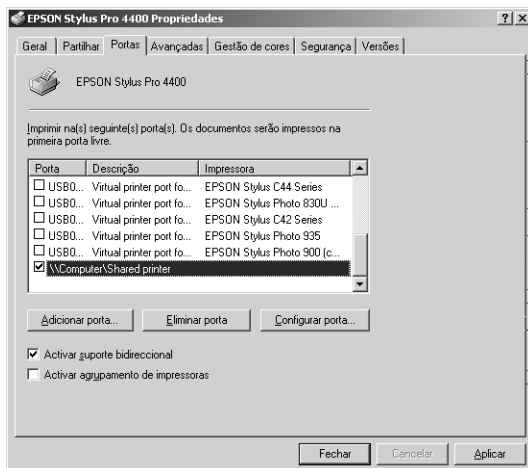 EPSON Stylus Pro 4400 Propriedades
Geral Partilhar Portas Avançadas Gestão de cores Segurança Versões
EPSON Stylus Pro 4400
Imprimir na(s) seguinte(s) porta(s). Os documentos serão impressos na
primeira porta livre.
Porta Descrição Impressora
USB0... Virtual printer port fo... EPSON Stylus C44 Series
USB0... Virtual printer port fo... EPSON Stylus Photo 830U ...
USB0... Virtual printer port fo... EPSON Stylus C42 Series
USB0... Virtual printer port fo... EPSON Stylus Photo 935
USB0... Virtual printer port fo... EPSON Stylus Photo 900 (c...
\\Computer\Shared printer
Adicionar porta... Eliminar porta Configurar porta...
Activar suporte bidireccional
Activar agrupamento de impressoras
Fechar Cancelar Aplicar